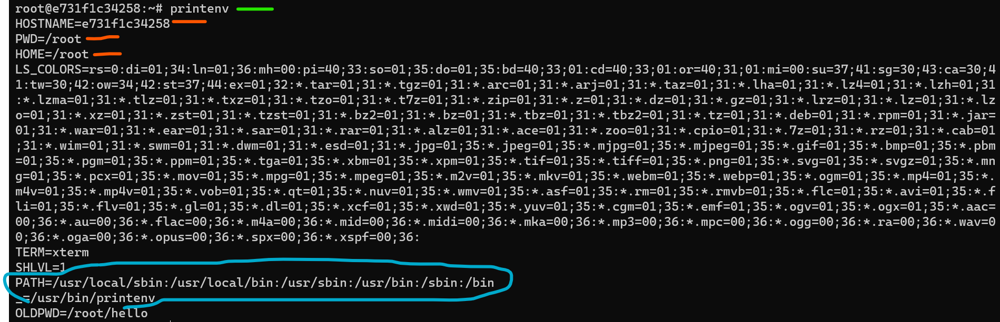 root@e731f1c34258:~# printenv
HOSTNAME=e731f1c34258
PWD=/root
HOME=/root
LS_COLORS=rs=0:di=01;34:ln=01;36:mh=00:pi=40;33:so=01;35:do=01;35:bd=40;33;01:cd=40;33;01:or=40;31;01:mi=00:su=37;41:sg=30;43:ca=30;4
1:tw=30;42:ow=34;42:st=37;44:ex=01;32:*.tar=01;31:*.tgz=01;31:*.arc=01;31:*.arj=01;31:*.taz=01;31:*.lha=01;31:*.lz4=01;31:*.lzh=01;31
:*.lzma=01;31:*.tlz=01;31:*.txz=01;31:*.tzo=01;31:*.t7z=01;31:*.zip=01;31:*.z=01;31:*.dz=01;31:*.gz=01;31:*.lrz=01;31:*.lz=01;31:*.lz
o=01;31:*.xz=01;31:*.zst=01;31:*.tzst=01;31:*.bz2=01;31:*.bz=01;31:*.tbz=01;31:*.tbz2=01;31:*.tz=01;31:*.deb=01;31:*.rpm=01;31:*.jar=
01;31:*.war=01;31:*.ear=01;31:*.sar=01;31:*.rar=01;31:*.alz=01;31:*.ace=01;31:*.zoo=01;31:*.cpio=01;31:*.7z=01;31:*.rz=01;31:*.cab=01
;31:*.wim=01;31:*.swm=01;31:*.dwm=01;31:*.esd=01;31:*.jpg=01;35:*.jpeg=01;35:*.mjpg=01;35:*.mjpeg=01;35:*.gif=01;35:*.bmp=01;35:*.pbm
=01;35:*.pgm=01;35:*.ppm=01;35:*.tga=01;35:*.xbm=01;35:*.xpm=01;35:*.tif=01;35:*.tiff=01;35:*.png=01;35:*.svg=01;35:*.svgz=01;35:*.mn
g=01;35:*.pcx=01;35:*.mov=01;35:*.mpg=01;35:*.mpeg=01;35:*.m2v=01;35:*.mkv=01;35:*.webm=01;35:*.webp=01;35:*.ogm=01;35:*.mp4=01;35:*.
m4v=01;35:*.mp4v=01;35:*.vob=01;35:*.qt=01;35:*.nuv=01;35:*.wmv=01;35:*.asf=01;35:*.rm=01;35:*.rmvb=01;35:*.flc=01;35:*.avi=01;35:*.f
li=01;35:*.flv=01;35:*.gl=01;35:*.dl=01;35:*.xcf=01;35:*.xwd=01;35:*.yuv=01;35:*.cgm=01;35:*.emf=01;35:*.ogv=01;35:*.ogx=01;35:*.aac=
00;36:*.au=00;36:*.flac=00;36:*.m4a=00;36:*.mid=00;36:*.midi=00;36:*.mka=00;36:*.mp3=00;36:*.mpc=00;36:*.ogg=00;36:*.ra=00;36:*.wav=0
0;36:*.oga=00;36:*.opus=00;36:*.spx=00;36:*.xspf=00;36:
TERM=xterm
SHLVL=1
PATH=/usr/local/sbin:/usr/local/bin:/usr/sbin:/usr/bin:/sbin:/bin
_=/usr/bin/printenv
OLDPWD=/root/hello